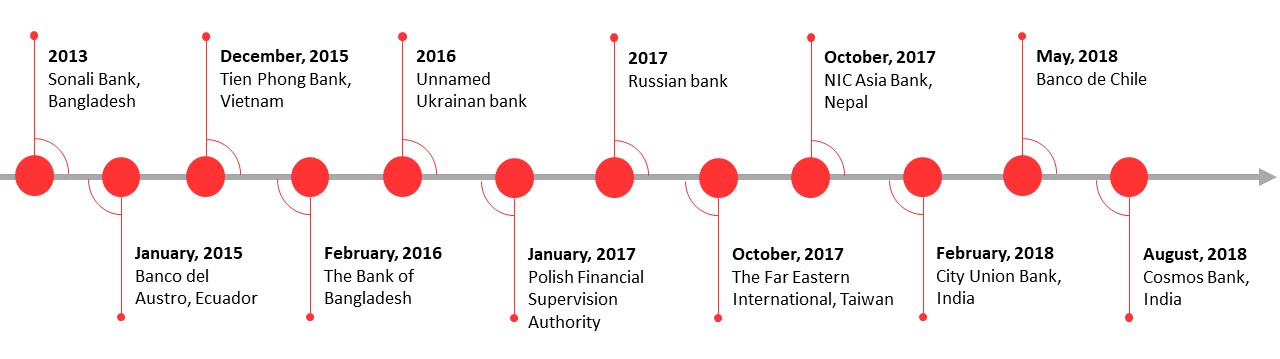 2013
Sonali Bank,
Bangladesh
January, 2015
Banco del
Austro, Ecuador
December, 2015
Tien Phong Bank,
Vietnam
February, 2016
The Bank of
Bangladesh
2016
Unnamed
Ukrainan bank
January, 2017
Polish Financial
Supervision
Authority
2017
Russian bank
October, 2017
The Far Eastern
International, Taiwan
October, 2017
NIC Asia Bank,
Nepal
February, 2018
City Union Bank,
India
May, 2018
Banco de Chile
August, 2018
Cosmos Bank,
India